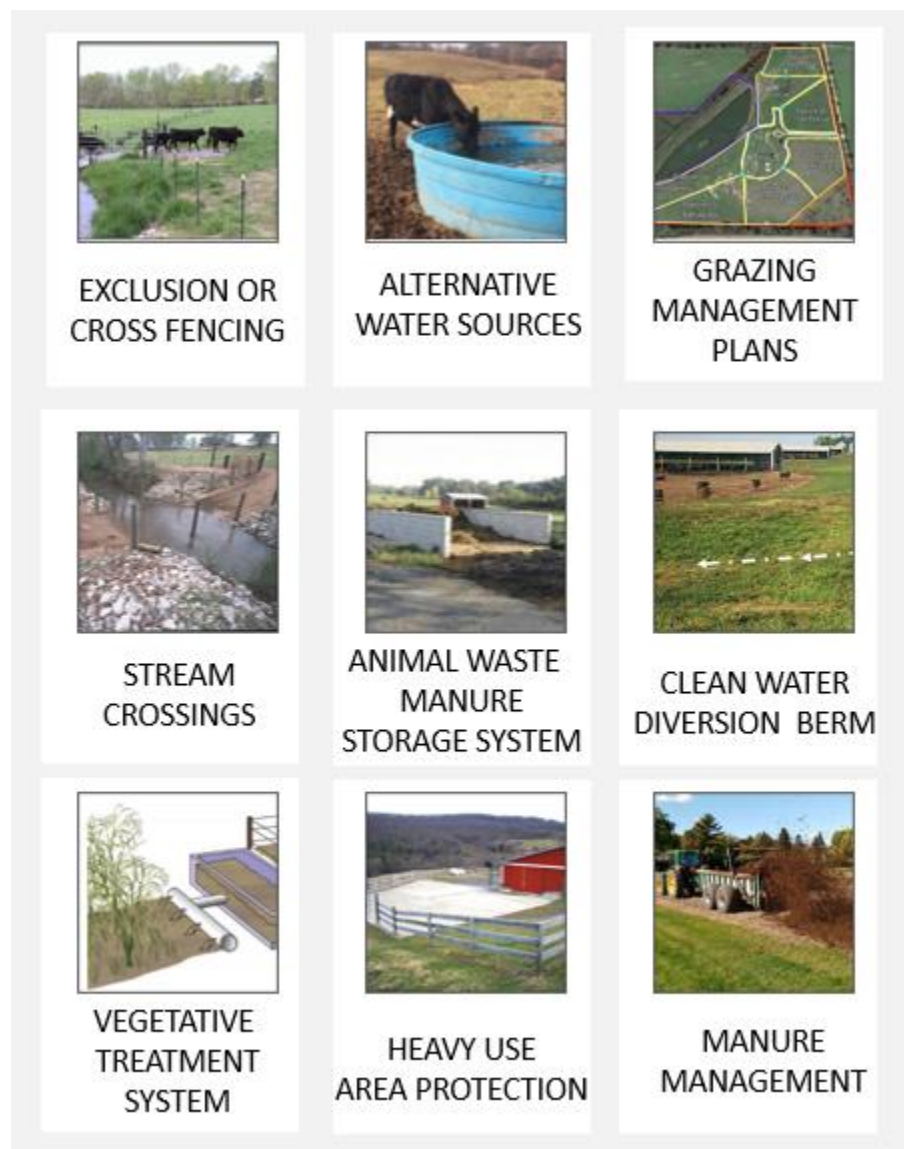 EXCLUSION OR
CROSS FENCING
ALTERNATIVE
WATER SOURCES
GRAZING
MANAGEMENT
PLANS
STREAM
CROSSINGS
ANIMAL WASTE
MANURE
STORAGE SYSTEM
CLEAN WATER
DIVERSION BERM
VEGETATIVE
TREATMENT
SYSTEM
HEAVY USE
AREA PROTECTION
MANURE
MANAGEMENT